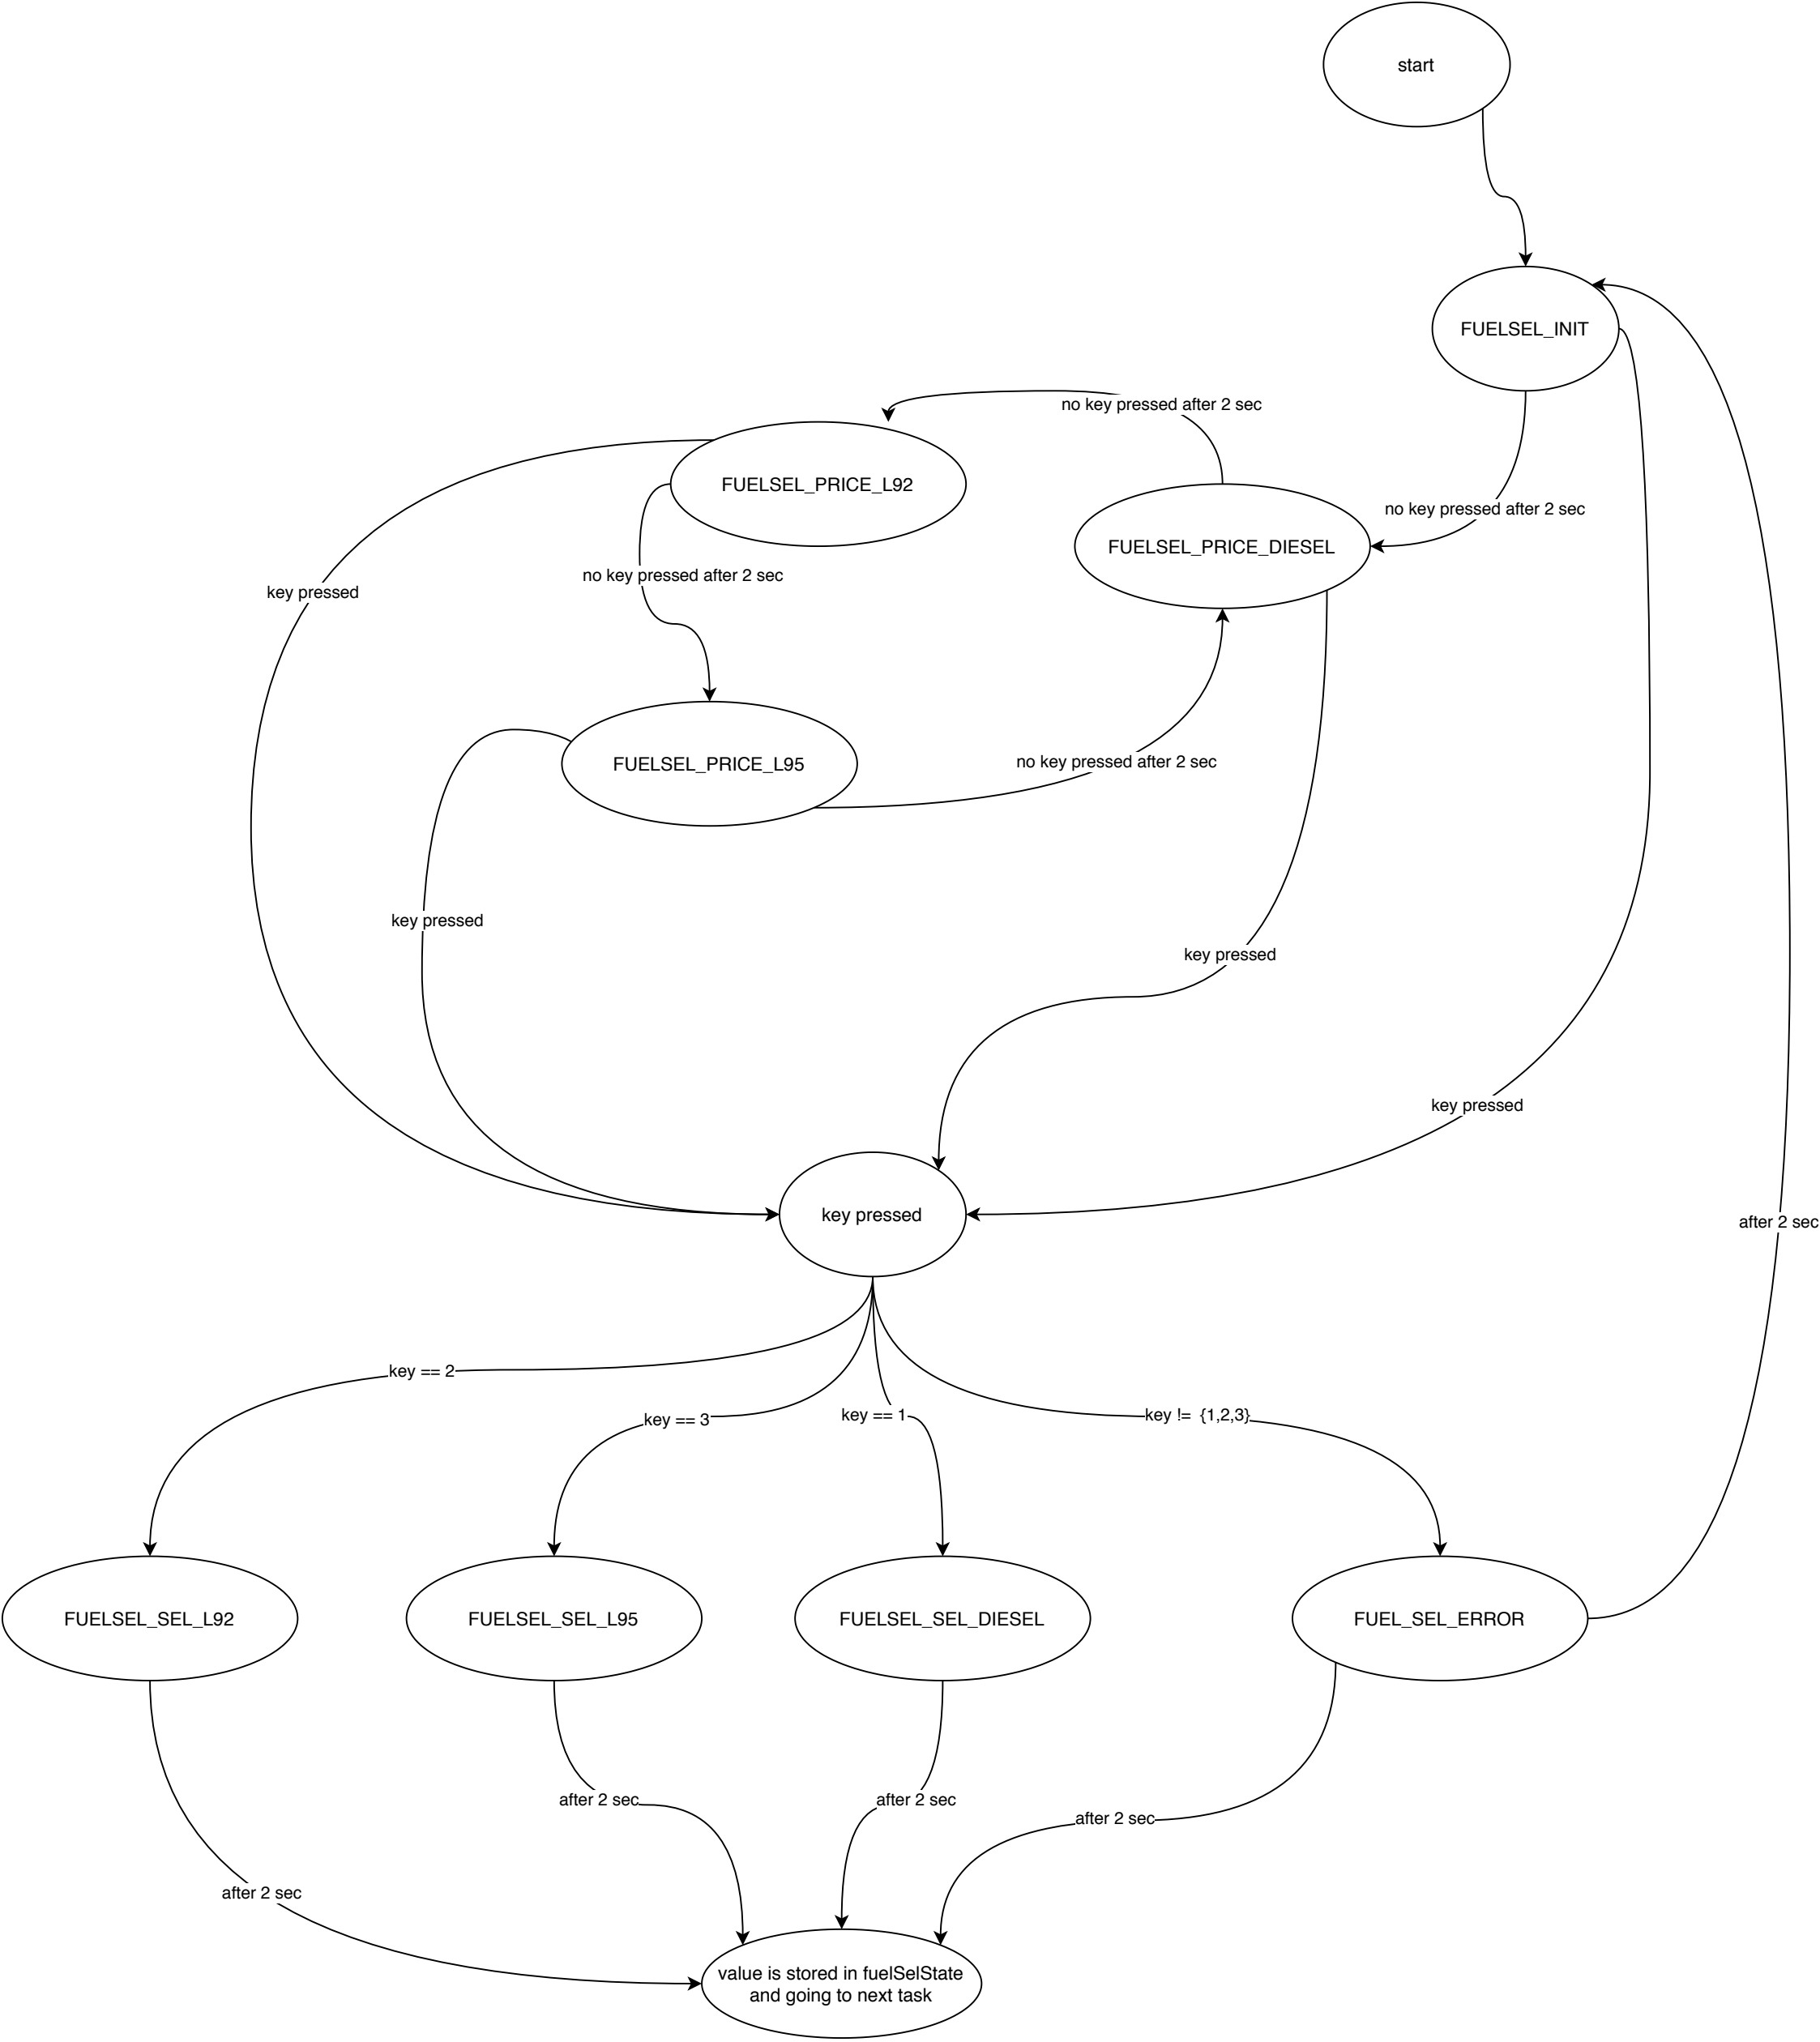 start
FUELSEL_INIT
no key pressed after 2 sec
FUELSEL_PRICE_L92
no key pressed after 2 sec
FUELSEL_PRICE_DIESEL
no key pressed after 2 sec
key pressed
FUELSEL_PRICE_L95
no key pressed after 2 sec
key pressed
key pressed
key pressed
key pressed
after 2 sec
key == 2
key == 3
key == 1
key != {1,2,3}
FUELSEL_SEL_L92
FUELSEL_SEL_L95
FUELSEL_SEL_DIESEL
FUEL_SEL_ERROR
after 2 sec
after 2 sec
after 2 sec
after 2 sec
value is stored in fuelSelState
and going to next task